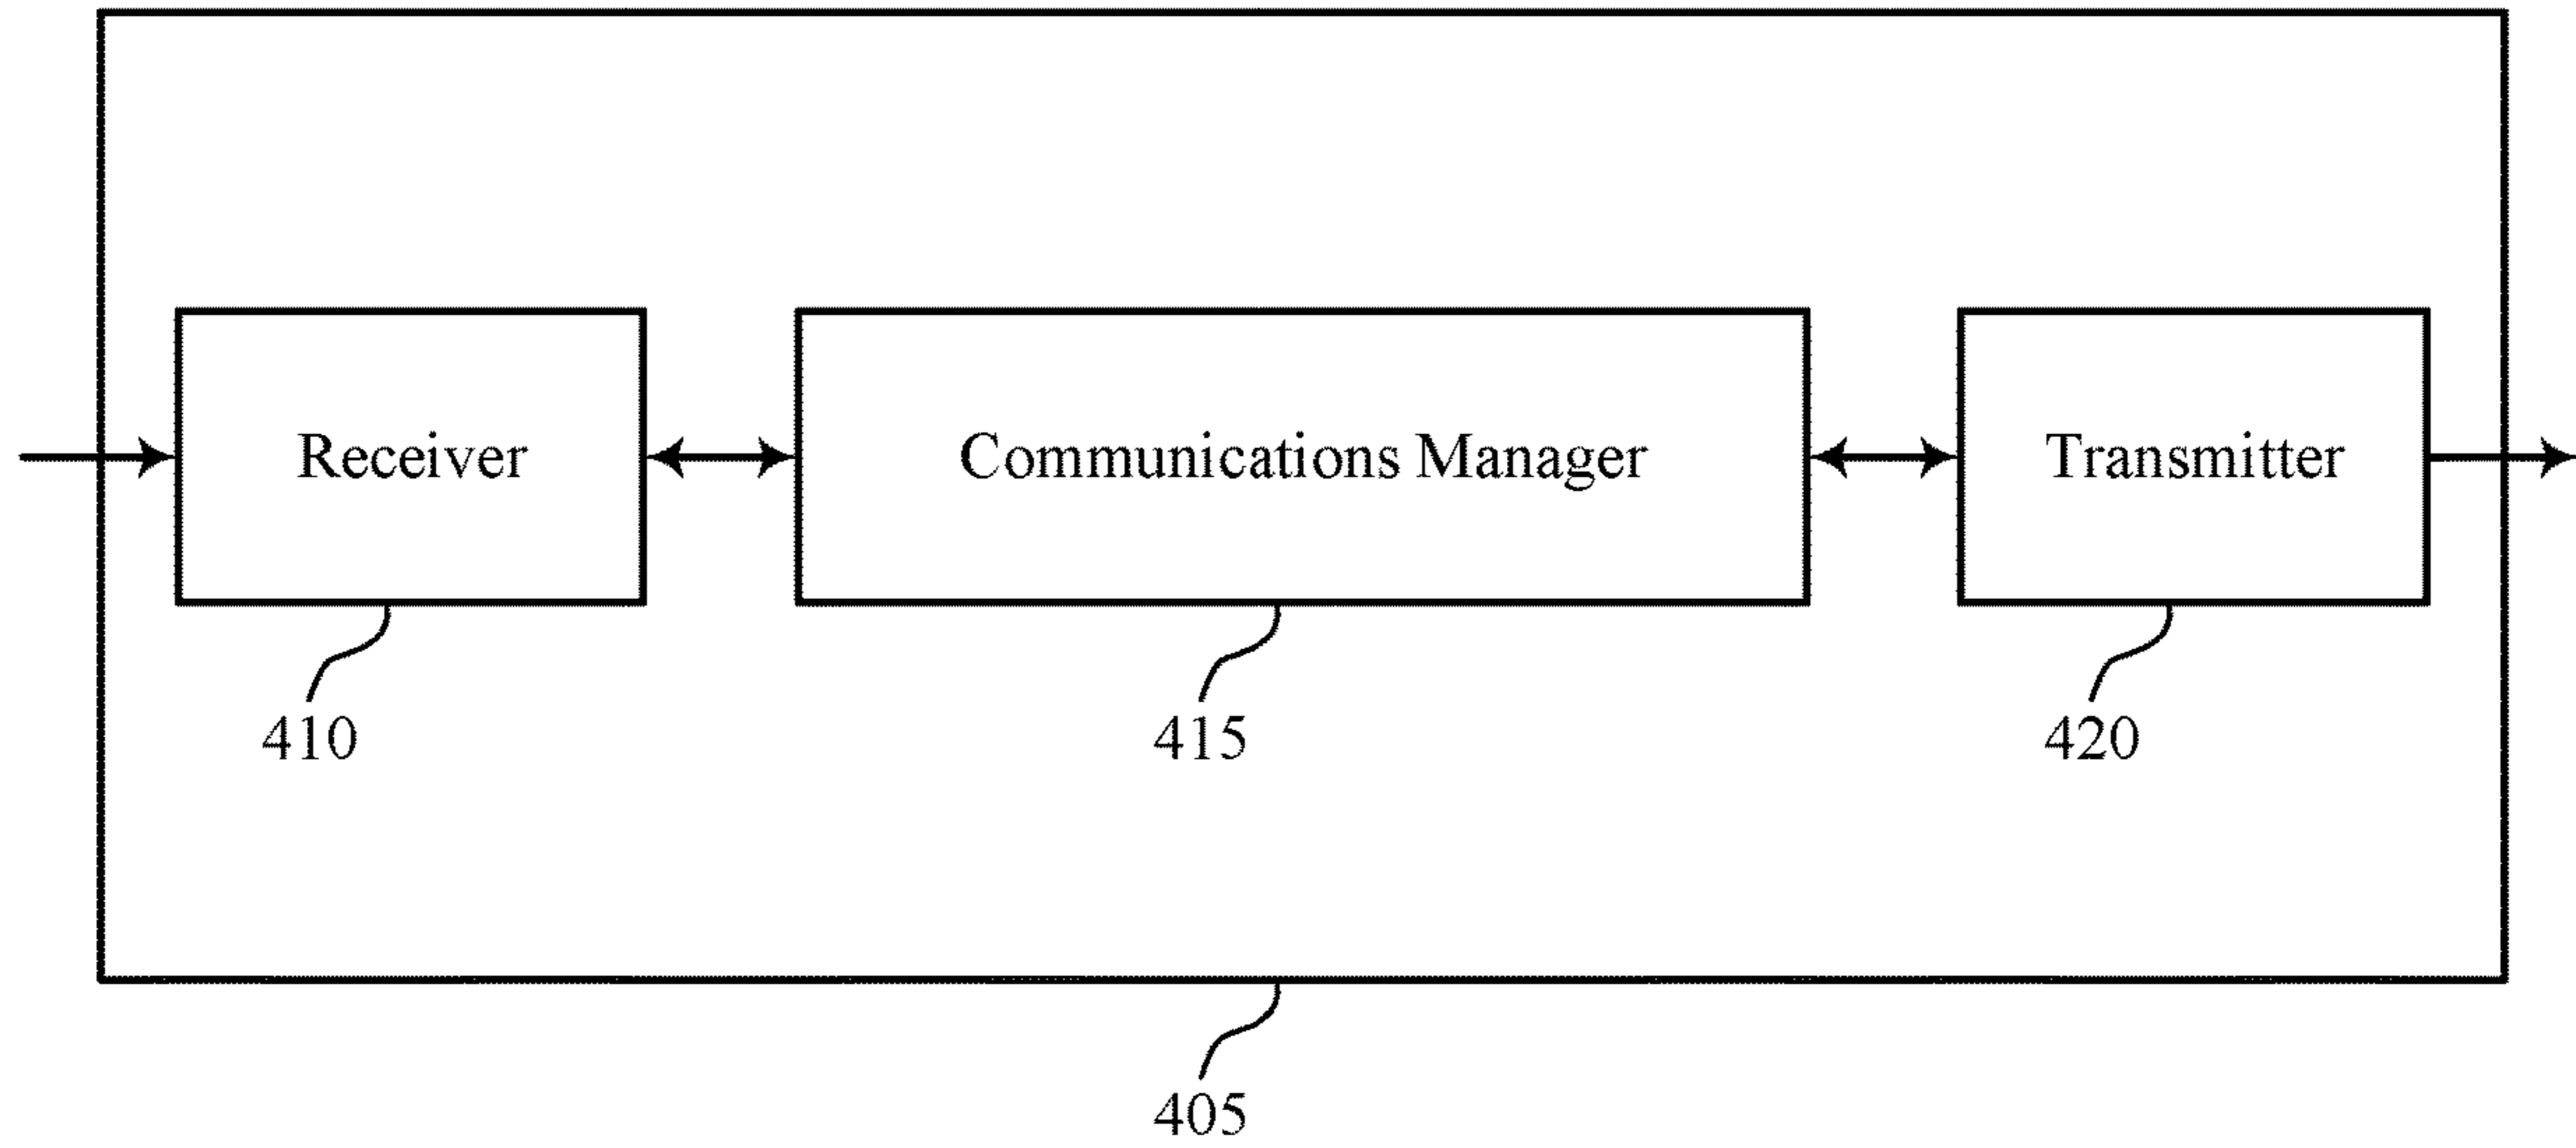 Receiver
Communications Manager
Transmitter
410
415
420
405